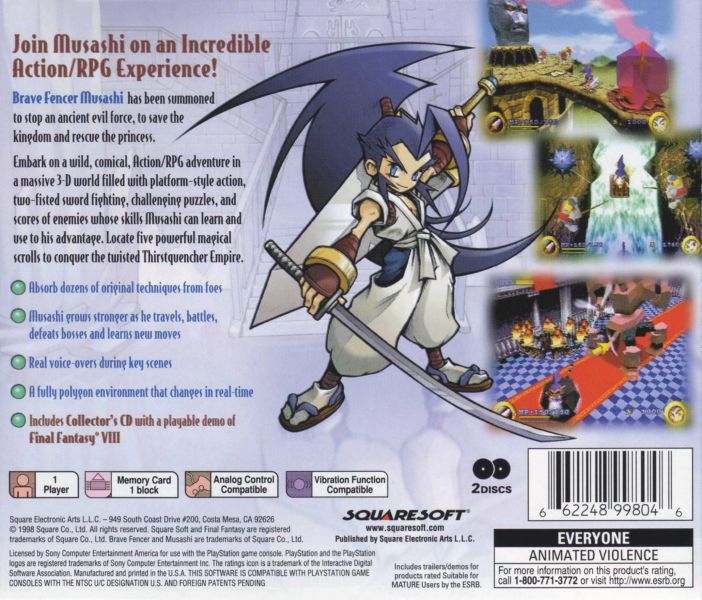 Join Musashi on an Incredible
Action/RPG Experience!
Brave Fencer Musashi has been summoned
to stop an ancient evil force, to save the
kingdom and rescue the princess.
Embark on a wild, comical, Action/RPG adventure in
a massive 3-D world filled with platform-style action,
two-fisted sword fighting, challenging puzzles, and
scores of enemies whose skills Musashi can learn and
use to his advantage. Locate five powerful magical
scrolls to conquer the twisted Thirstquencher Empire.
Absorb dozens of original techniques from foes
Musashi grows stronger as he travels, battles,
defeats bosses and learns new moves
Real voice-overs during key scenes
A fully polygon environment that changes in real-time
Includes Collector's CD with a playable demo of
Final Fantasy® VIII
1
Player
Memory Card
1 block
Analog Control
Compatible
Vibration Function
Compatible
2DISCS
6 62248 99804 6
Square Electronic Arts L.L.C. – 949 South Coast Drive #200, Costa Mesa, CA 92626
© 1998 Square Co., Ltd. All rights reserved. Square Soft and Final Fantasy are registered
trademarks of Square Co., Ltd. Brave Fencer and Musashi are trademarks of Square Co., Ltd.
Licensed by Sony Computer Entertainment America for use with the PlayStation game console. PlayStation and the PlayStation
logos are registered trademarks of Sony Computer Entertainment Inc. The ratings icon is a trademark of the Interactive Digital
Software Association. Manufactured and printed in the U.S.A. THIS SOFTWARE IS COMPATIBLE WITH PLAYSTATION GAME
CONSOLES WITH THE NTSC U/C DESIGNATION U.S. AND FOREIGN PATENTS PENDING
SQUARESOFT®
www.squaresoft.com
Published by Square Electronic Arts L.L.C.
Includes trailers/demos for
products rated Suitable for
MATURE Users by the ESRB.
EVERYONE
ANIMATED VIOLENCE
For more information on this product's rating,
call 1-800-771-3772 or visit http://www.esrb.org